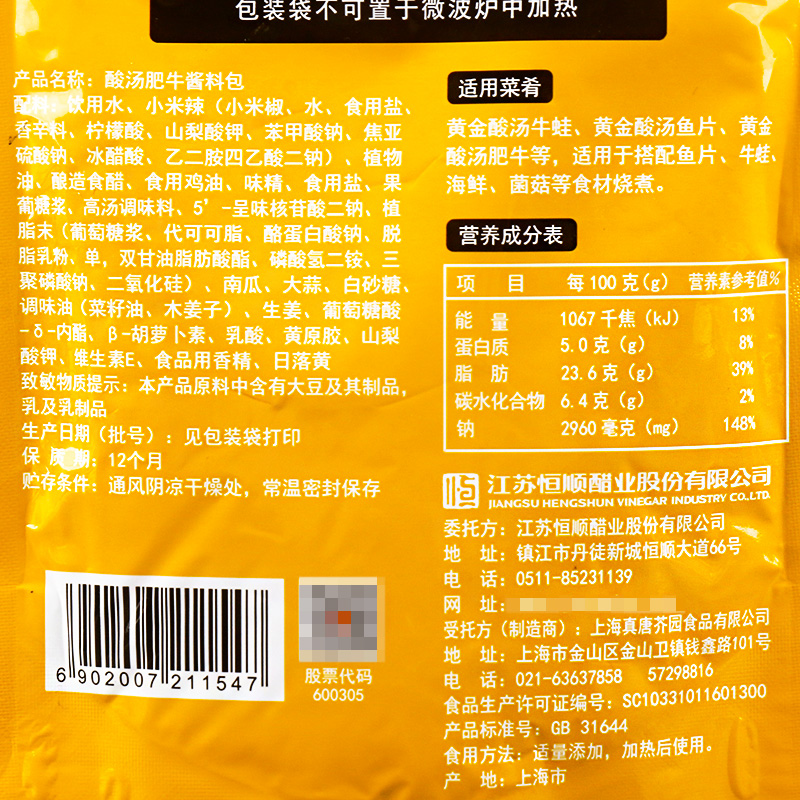 包装袋不可置于微波炉中加热
产品名称：酸汤肥牛酱料包
配料：饮用水、小米辣（小米椒、水、食用盐、
香辛料、柠檬酸、山梨酸钾、苯甲酸钠、焦亚
硫酸钠、冰醋酸、乙二胺四乙酸二钠）、植物
油、酿造食醋、食用鸡油、味精、食用盐、果
葡糖浆、高汤调味料、5′-呈味核苷酸二钠、植
脂末（葡萄糖浆、代可可脂、酪蛋白酸钠、脱
脂乳粉、单，双甘油脂肪酸酯、磷酸氢二铵、三
聚磷酸钠、二氧化硅）、南瓜、大蒜、白砂糖、
调味油（菜籽油、木姜子）、生姜、葡萄糖酸
-δ-内酯、β-胡萝卜素、乳酸、黄原胶、山梨
酸钾、维生素E、食品用香精、日落黄
致敏物质提示：本产品原料中含有大豆及其制品，
乳及乳制品
生产日期（批号）：见包装袋打印
保 质 期：12个月
贮存条件：通风阴凉干燥处，常温密封保存
6 902007 211547
股票代码
600305
适用菜肴
黄金酸汤牛蛙、黄金酸汤鱼片、黄金
酸汤肥牛等，适用于搭配鱼片、牛蛙、
海鲜、菌菇等食材烧煮。
营养成分表
项 目 每100克（g） 营养素参考值%
能 量 1067千焦（kJ） 13%
蛋白质 5.0克（g） 8%
脂 肪 23.6克（g） 39%
碳水化合物 6.4克（g） 2%
钠 2960毫克（mg） 148%
江苏恒顺醋业股份有限公司
JIANGSU HENGSHUN VINEGAR INDUSTRY CO.,LTD.
委托方：江苏恒顺醋业股份有限公司
地 址：镇江市丹徒新城恒顺大道66号
电 话：0511-85231139
网 址：
受托方（制造商）：上海真唐芥园食品有限公司
地 址：上海市金山区金山卫镇钱鑫路101号
电 话：021-63637858 57298816
食品生产许可证编号：SC10331011601300
产品标准号：GB 31644
食用方法：适量添加，加热后使用。
产 地：上海市